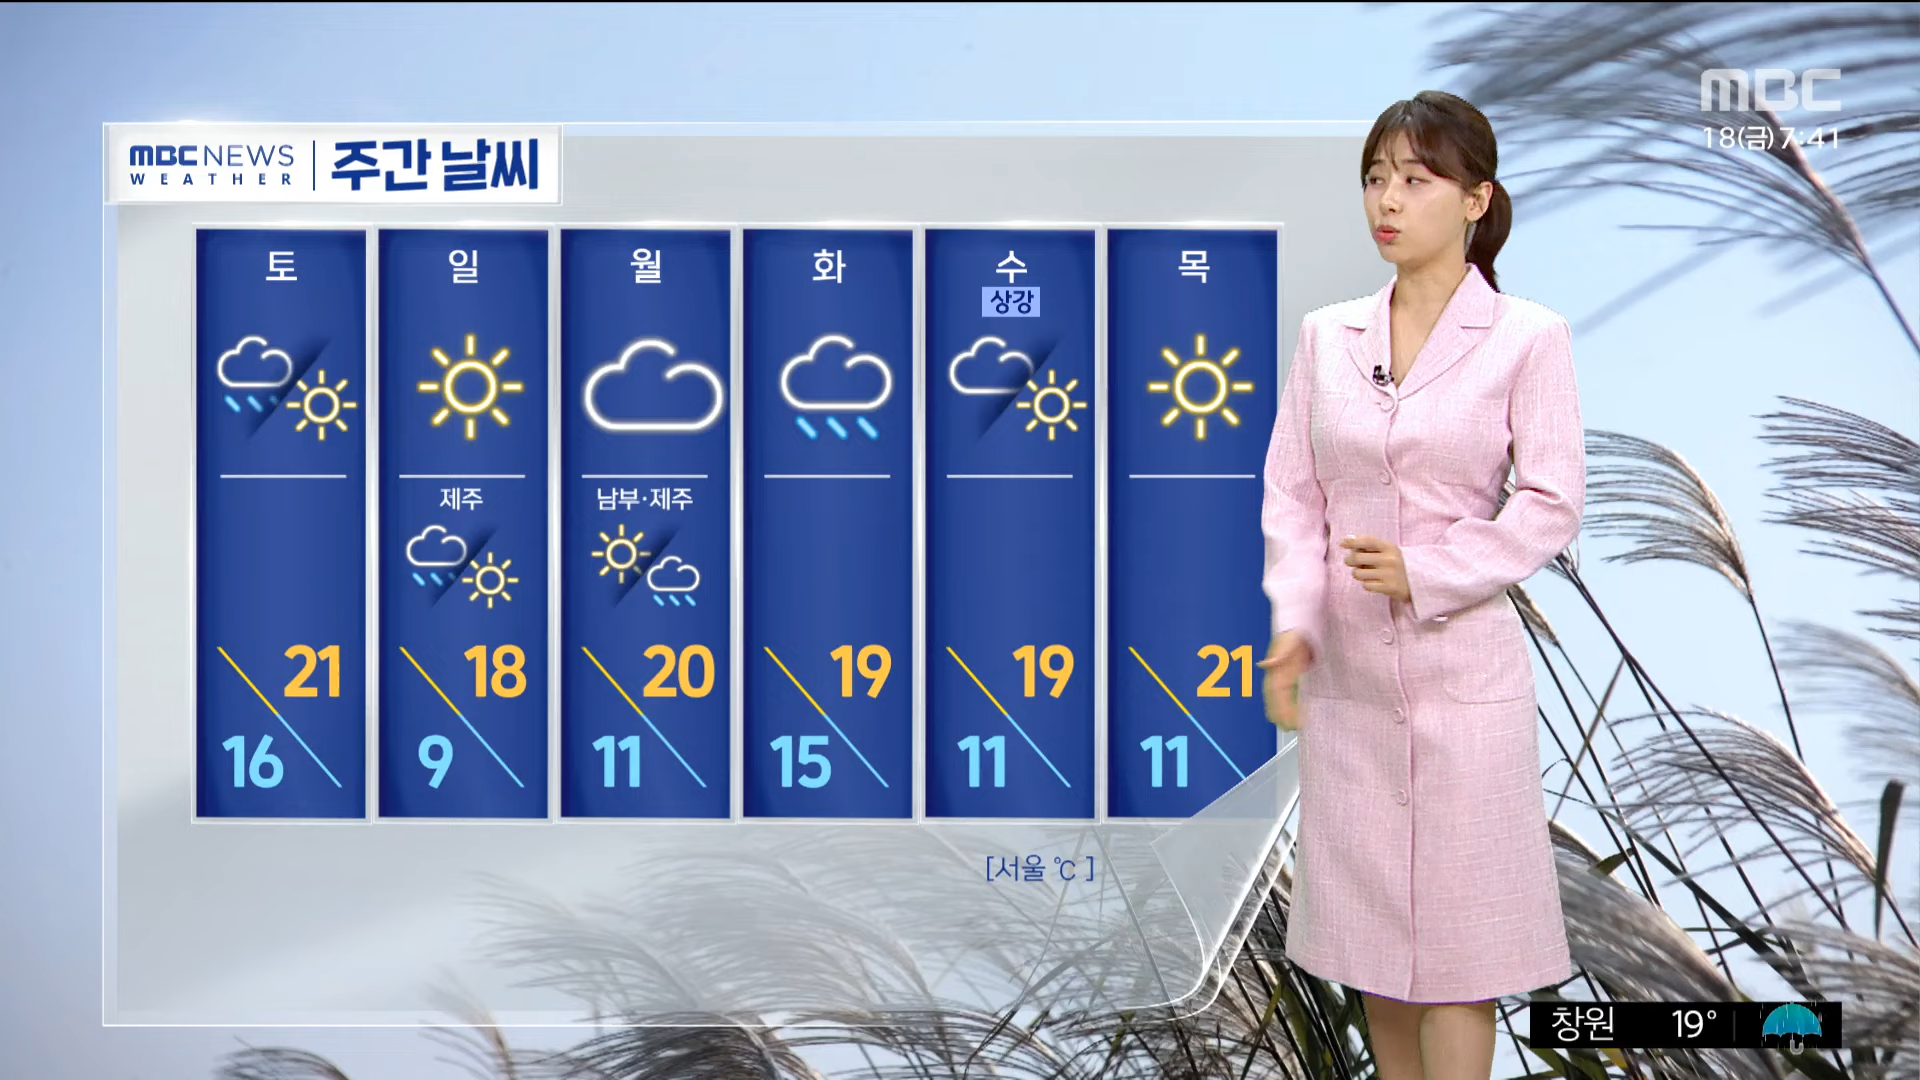 MBC
18(금) 7:41
MBC NEWS
WEATHER
주간 날씨
토
일
월
화
수
목
상강
제주
남부·제주
21
18
20
19
19
21
16
9
11
15
11
11
[서울 ℃]
창원 19°